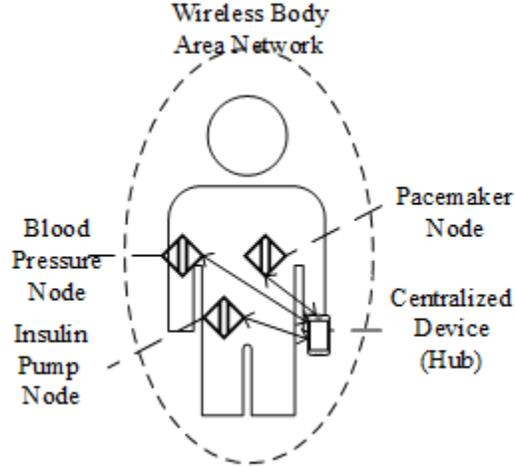 Wireless Body
Area Network
Pacemaker
Node
Blood
Pressure
Node
Centralized
Device
(Hub)
Insulin
Pump
Node